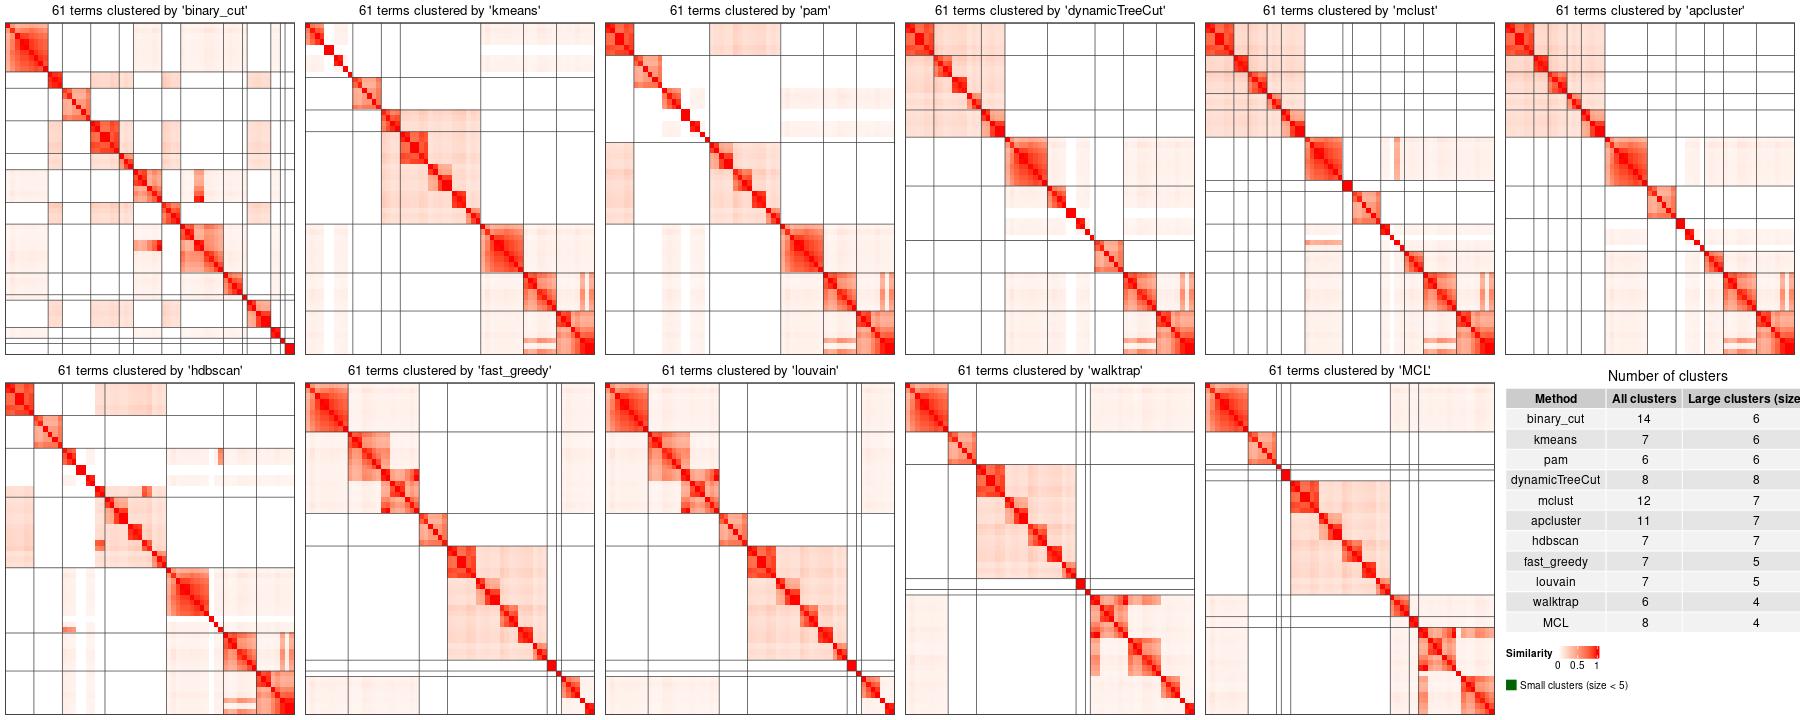 61 terms clustered by 'binary_cut'
61 terms clustered by 'kmeans'
61 terms clustered by 'pam'
61 terms clustered by 'dynamicTreeCut'
61 terms clustered by 'mclust'
61 terms clustered by 'apcluster'
61 terms clustered by 'hdbscan'
61 terms clustered by 'fast_greedy'
61 terms clustered by 'louvain'
61 terms clustered by 'walktrap'
61 terms clustered by 'MCL'
Number of clusters
Method All clusters Large clusters (size
binary_cut 14 6
kmeans 7 6
pam 6 6
dynamicTreeCut 8 8
mclust 12 7
apcluster 11 7
hdbscan 7 7
fast_greedy 7 5
louvain 7 5
walktrap 6 4
MCL 8 4
Similarity
0 0.5 1
Small clusters (size < 5)